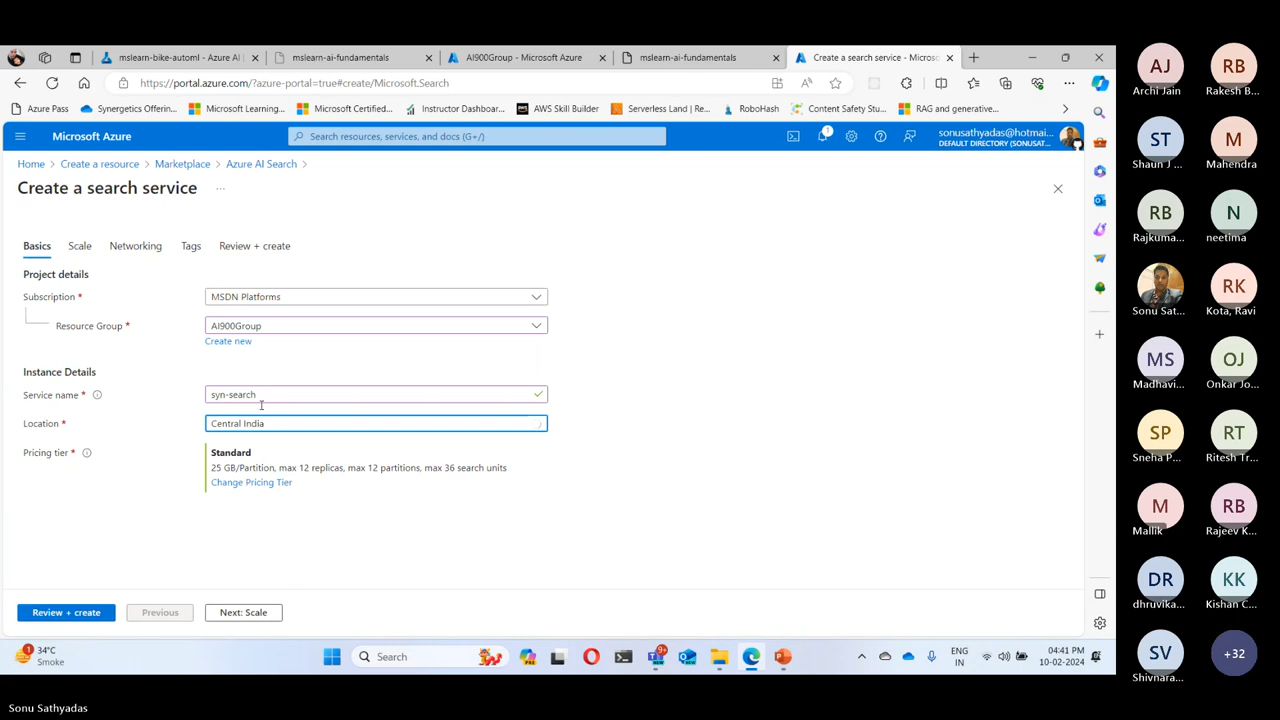 mslearn-bike-automl - Azure AI
mslearn-ai-fundamentals
AI900Group - Microsoft Azure
mslearn-ai-fundamentals
Create a search service - Microso
https://portal.azure.com/?azure-portal=true#create/Microsoft.Search
Azure Pass
Synergetics Offering...
Microsoft Learning...
Microsoft Certified...
Instructor Dashboar...
AWS Skill Builder
Serverless Land | Re...
RoboHash
Content Safety Stu...
RAG and generative...
Microsoft Azure
Search resources, services, and docs (G+/)
1
sonusathyadas@hotmai...
DEFAULT DIRECTORY (SONUSAT...
Home > Create a resource > Marketplace > Azure AI Search >
Create a search service
...
Basics
Scale
Networking
Tags
Review + create
Project details
Subscription *
MSDN Platforms
Resource Group *
AI900Group
Create new
Instance Details
Service name *
syn-search
Location *
Central India
Pricing tier *
Standard
25 GB/Partition, max 12 replicas, max 12 partitions, max 36 search units
Change Pricing Tier
Review + create
Previous
Next: Scale
1
34°C
Smoke
Search
PRE
9+
ENG
IN
04:41 PM
10-02-2024
AJ
Archi Jain
RB
Rakesh B...
ST
Shaun J ...
M
Mahendra
RB
Rajkuma...
N
neetima
Sonu Sat...
RK
Kota, Ravi
MS
Madhavi...
OJ
Onkar Jo...
SP
Sneha P...
RT
Ritesh Tr...
M
Mallik
RB
Rajeev K...
DR
dhruvika...
KK
Kishan C...
SV
Shivnara...
+32
Sonu Sathyadas